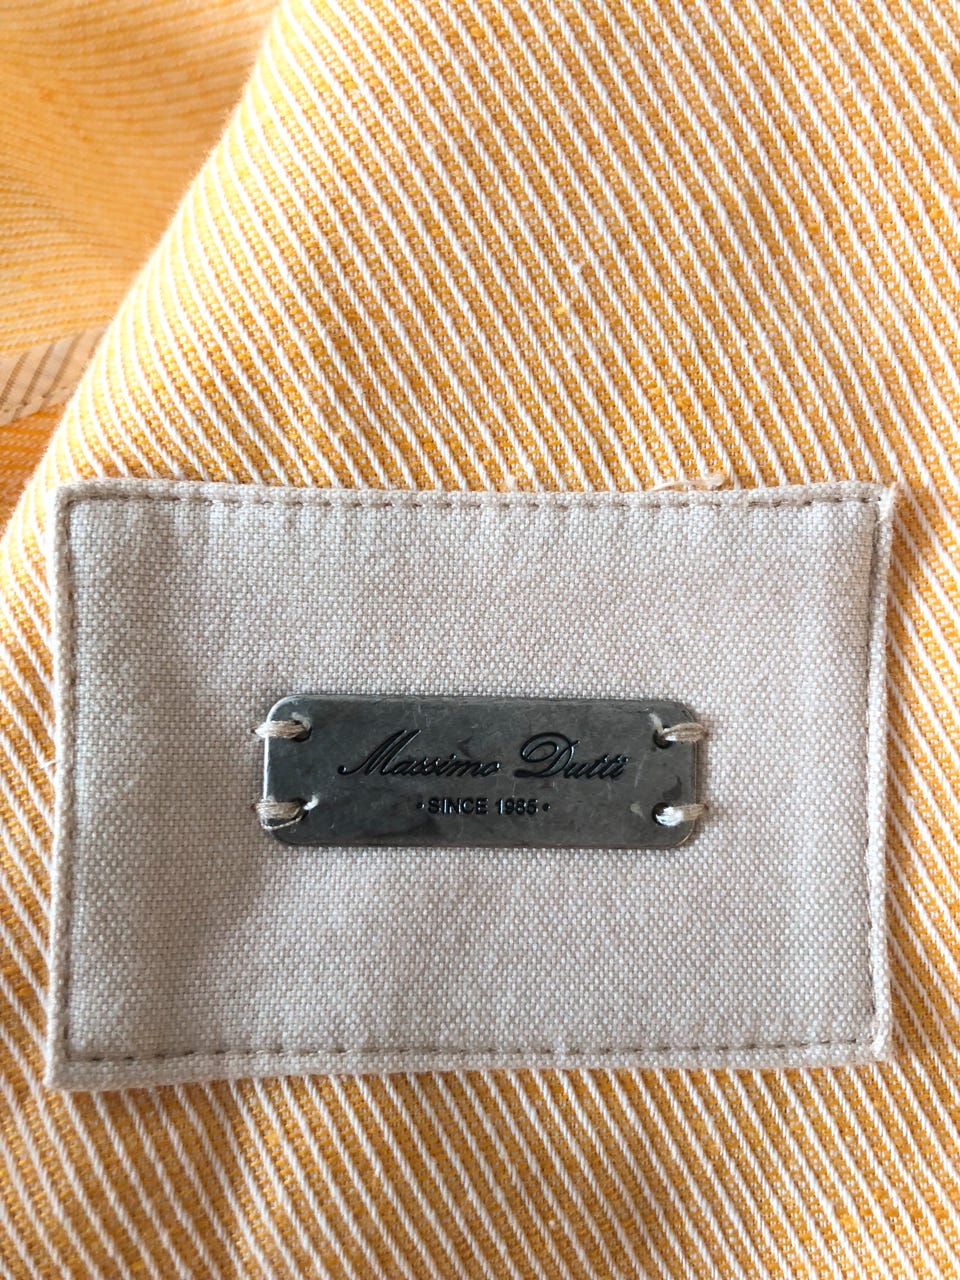 Massimo Dutti
·SINCE 1985·